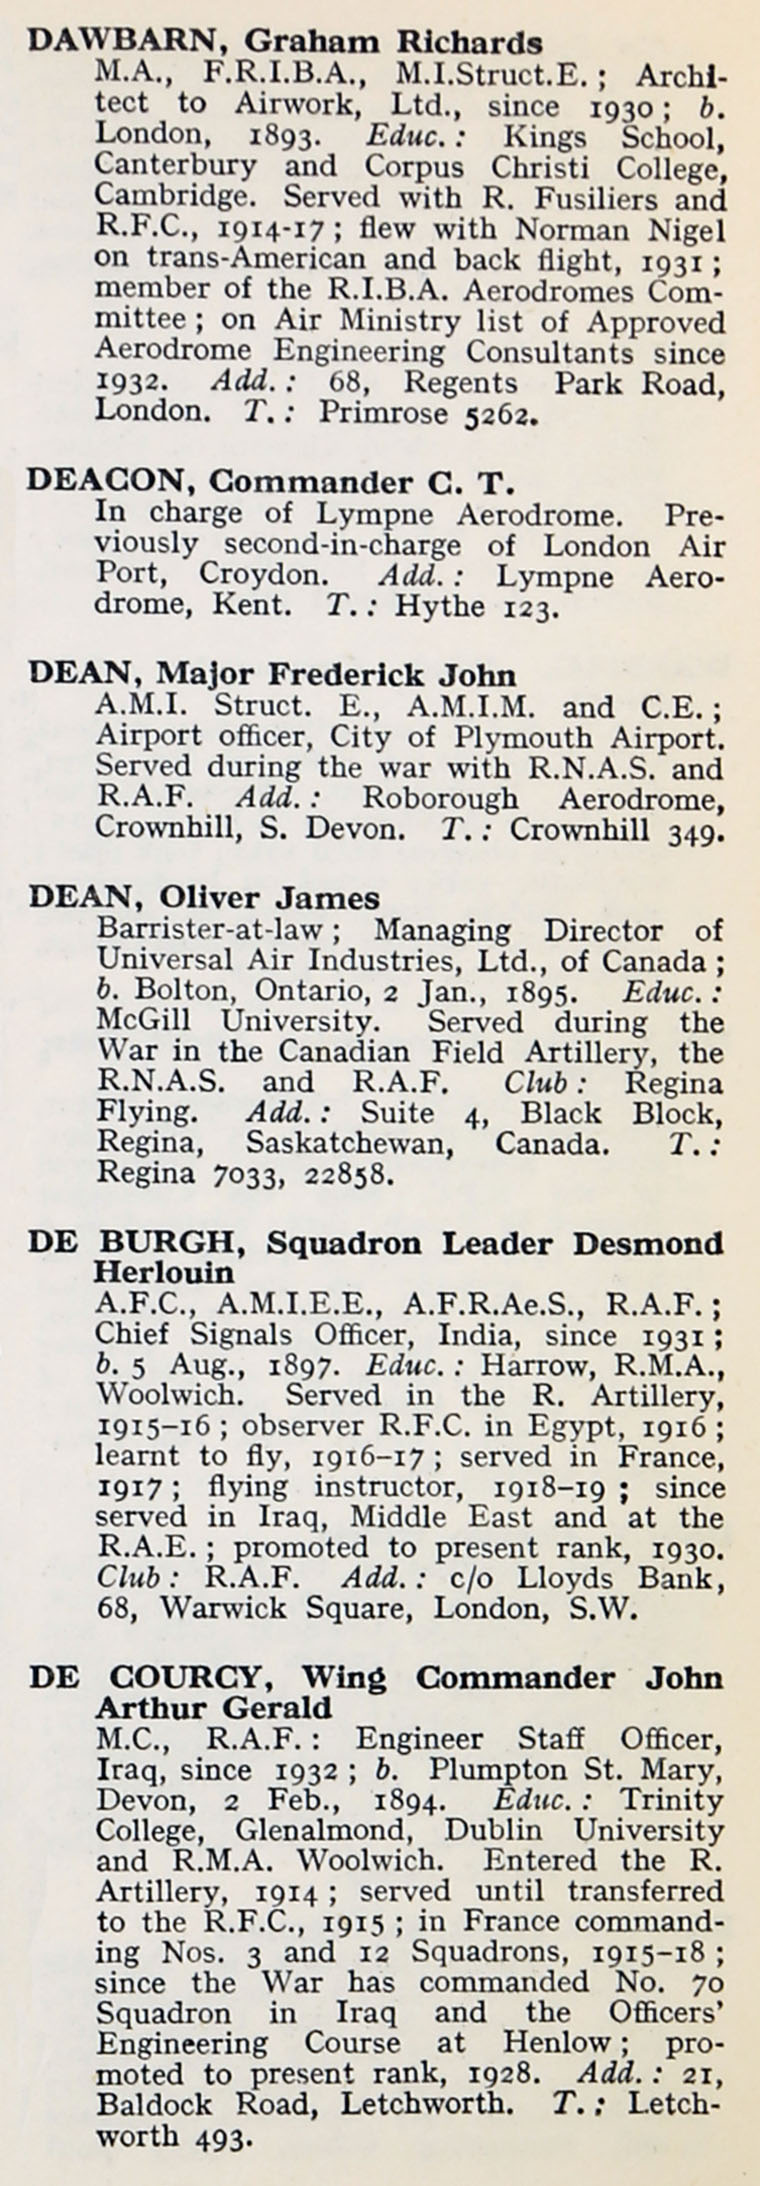 DAWBARN, Graham Richards
M.A., F.R.I.B.A., M.I.Struct.E. ; Archi-
tect to Airwork, Ltd., since 1930 ; b.
London, 1893. Educ. : Kings School,
Canterbury and Corpus Christi College,
Cambridge. Served with R. Fusiliers and
R.F.C., 1914-17 ; flew with Norman Nigel
on trans-American and back flight, 1931 ;
member of the R.I.B.A. Aerodromes Com-
mittee ; on Air Ministry list of Approved
Aerodrome Engineering Consultants since
1932. Add. : 68, Regents Park Road,
London. T. : Primrose 5262.
DEACON, Commander C. T.
In charge of Lympne Aerodrome. Pre-
viously second-in-charge of London Air
Port, Croydon. Add. : Lympne Aero-
drome, Kent. T. : Hythe 123.
DEAN, Major Frederick John
A.M.I. Struct. E., A.M.I.M. and C.E. ;
Airport officer, City of Plymouth Airport.
Served during the war with R.N.A.S. and
R.A.F. Add. : Roborough Aerodrome,
Crownhill, S. Devon. T. : Crownhill 349.
DEAN, Oliver James
Barrister-at-law ; Managing Director of
Universal Air Industries, Ltd., of Canada ;
b. Bolton, Ontario, 2 Jan., 1895. Educ. :
McGill University. Served during the
War in the Canadian Field Artillery, the
R.N.A.S. and R.A.F. Club : Regina
Flying. Add. : Suite 4, Black Block,
Regina, Saskatchewan, Canada. T. :
Regina 7033, 22858.
DE BURGH, Squadron Leader Desmond
Herlouin
A.F.C., A.M.I.E.E., A.F.R.Ae.S., R.A.F. ;
Chief Signals Officer, India, since 1931 ;
b. 5 Aug., 1897. Educ. : Harrow, R.M.A.,
Woolwich. Served in the R. Artillery,
1915–16 ; observer R.F.C. in Egypt, 1916 ;
learnt to fly, 1916–17 ; served in France,
1917 ; flying instructor, 1918–19 ; since
served in Iraq, Middle East and at the
R.A.E. ; promoted to present rank, 1930.
Club : R.A.F. Add. : c/o Lloyds Bank,
68, Warwick Square, London, S.W.
DE COURCY, Wing Commander John
Arthur Gerald
M.C., R.A.F. : Engineer Staff Officer,
Iraq, since 1932 ; b. Plumpton St. Mary,
Devon, 2 Feb., 1894. Educ. : Trinity
College, Glenalmond, Dublin University
and R.M.A. Woolwich. Entered the R.
Artillery, 1914 ; served until transferred
to the R.F.C., 1915 ; in France command-
ing Nos. 3 and 12 Squadrons, 1915–18 ;
since the War has commanded No. 70
Squadron in Iraq and the Officers'
Engineering Course at Henlow ; pro-
moted to present rank, 1928. Add. : 21,
Baldock Road, Letchworth. T. : Letch-
worth 493.